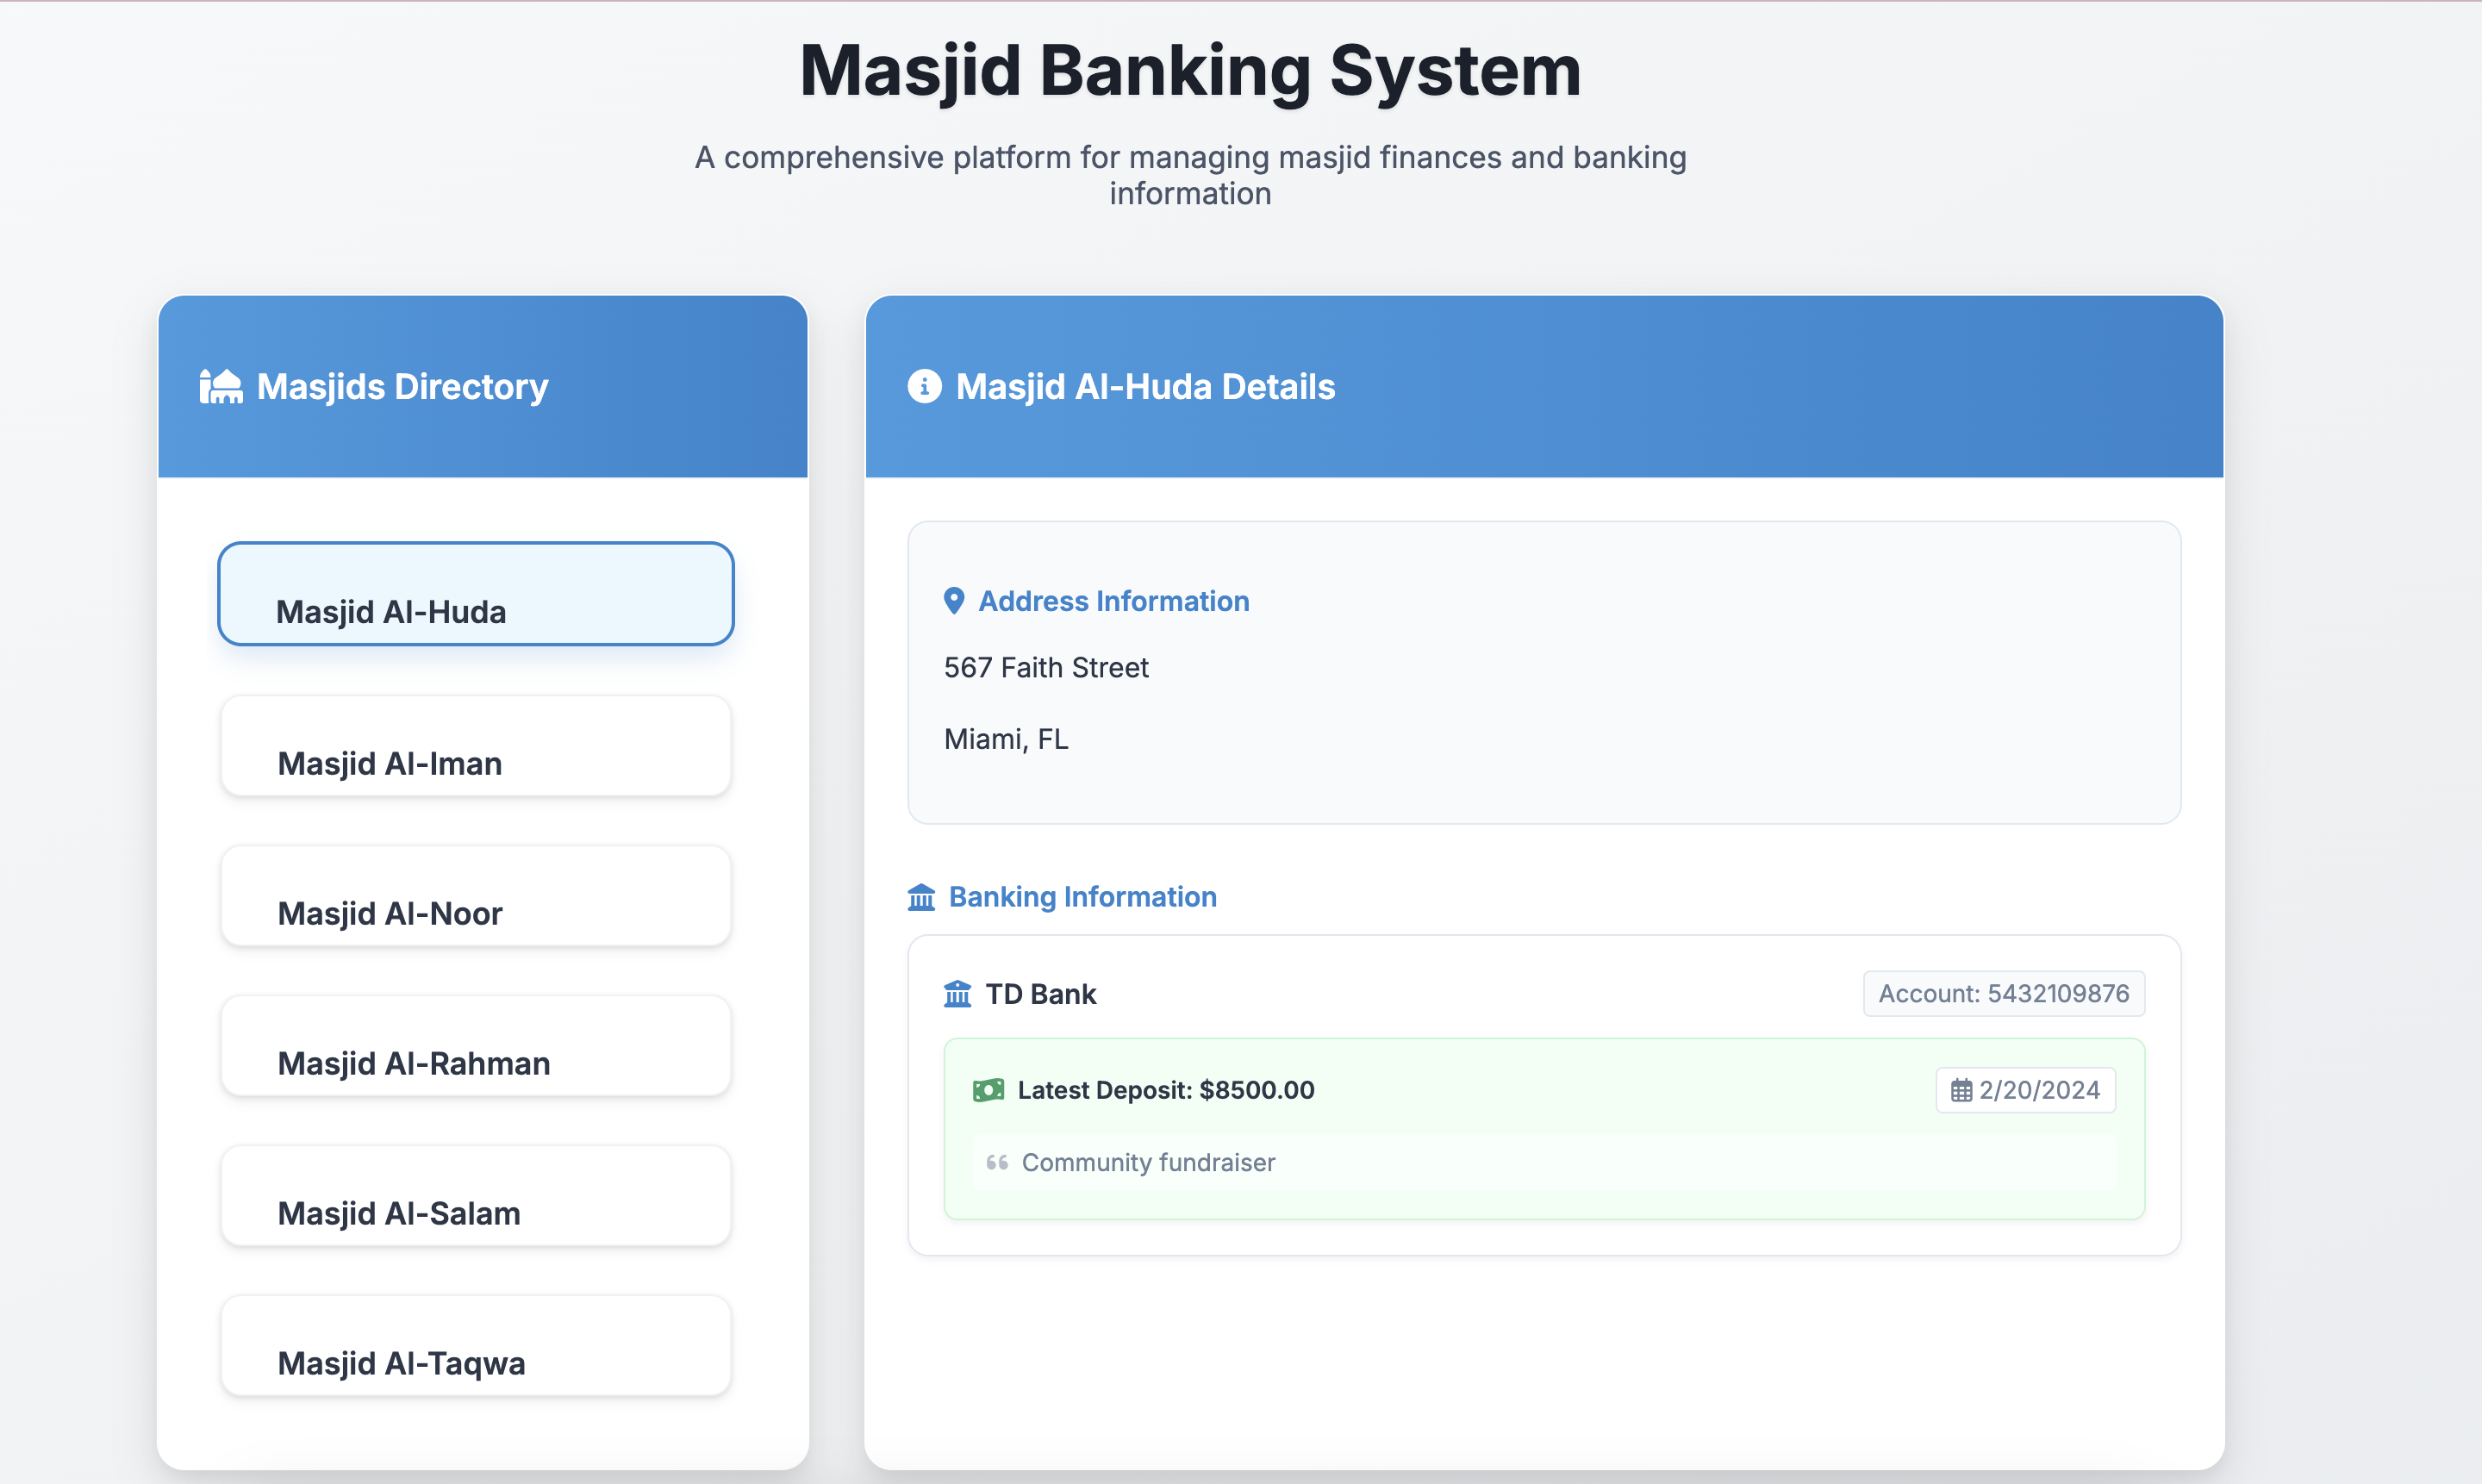 Masjid Banking System
A comprehensive platform for managing masjid finances and banking
information
Masjids Directory
Masjid Al-Huda
Masjid Al-Iman
Masjid Al-Noor
Masjid Al-Rahman
Masjid Al-Salam
Masjid Al-Taqwa
Masjid Al-Huda Details
Address Information
567 Faith Street
Miami, FL
Banking Information
TD Bank
Account: 5432109876
Latest Deposit: $8500.00
2/20/2024
Community fundraiser